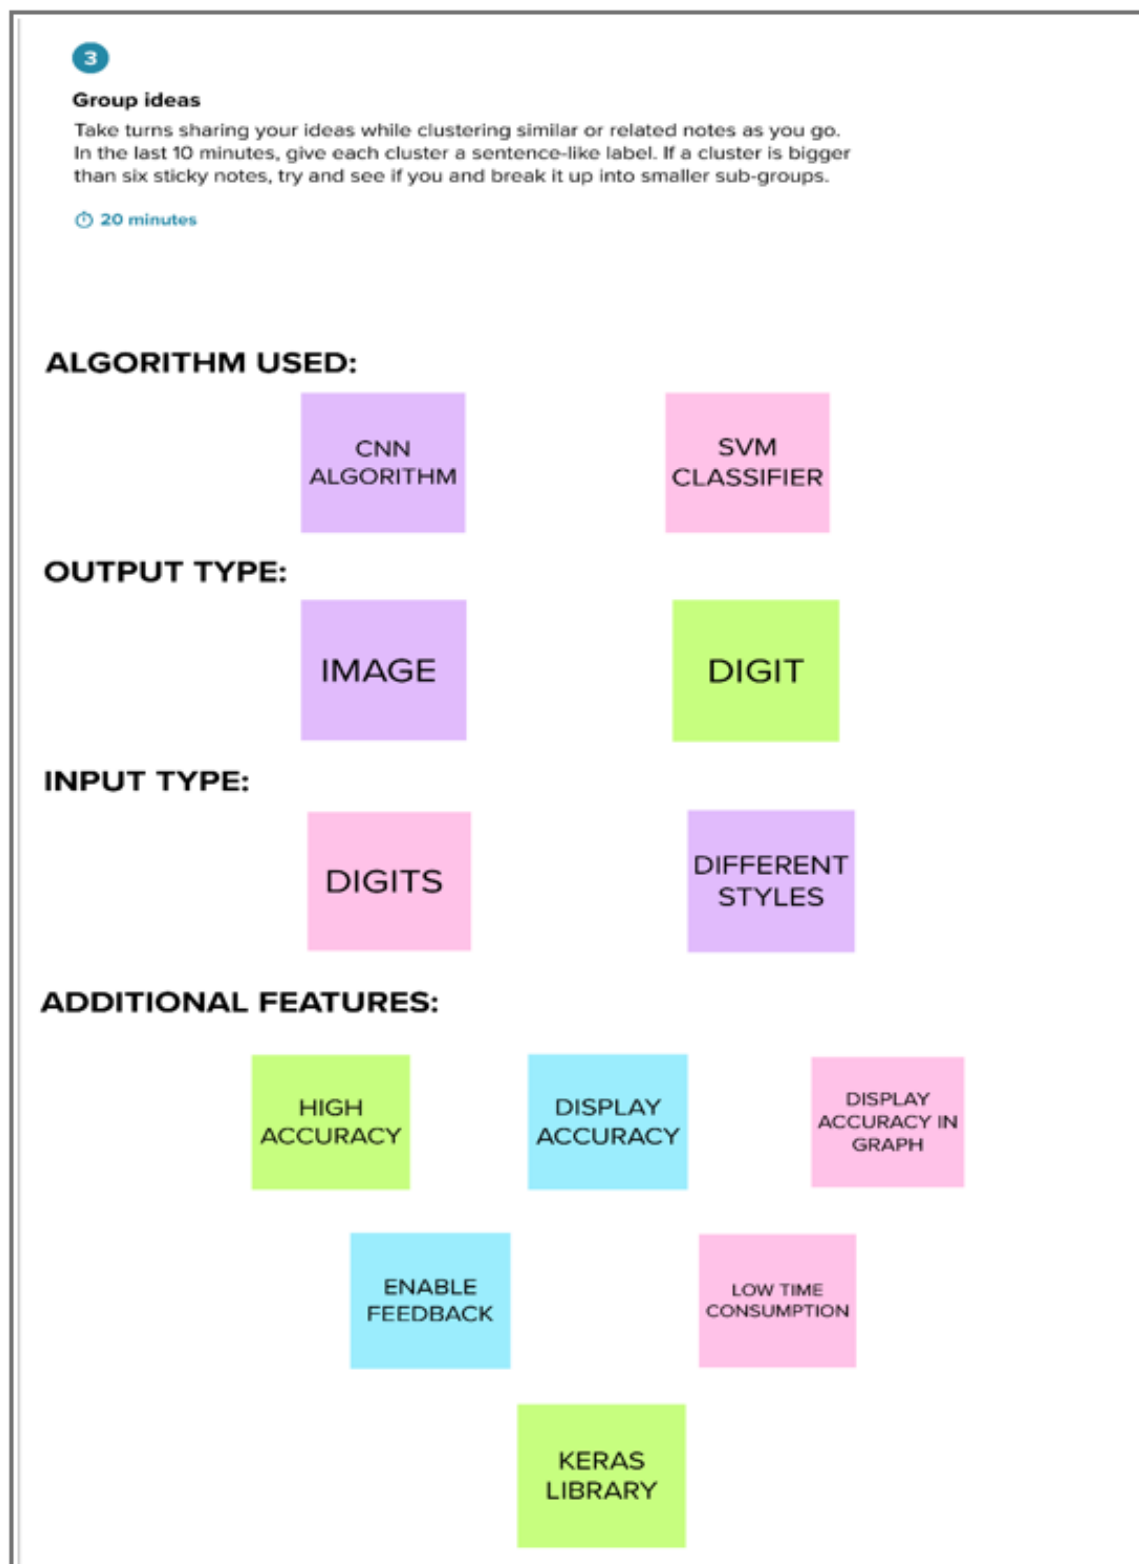 3
Group ideas
Take turns sharing your ideas while clustering similar or related notes as you go.
In the last 10 minutes, give each cluster a sentence-like label. If a cluster is bigger
than six sticky notes, try and see if you and break it up into smaller sub-groups.
20 minutes
ALGORITHM USED:
CNN
ALGORITHM
SVM
CLASSIFIER
OUTPUT TYPE:
IMAGE
DIGIT
INPUT TYPE:
DIGITS
DIFFERENT
STYLES
ADDITIONAL FEATURES:
HIGH
ACCURACY
DISPLAY
ACCURACY
DISPLAY
ACCURACY IN
GRAPH
ENABLE
FEEDBACK
LOW TIME
CONSUMPTION
KERAS
LIBRARY